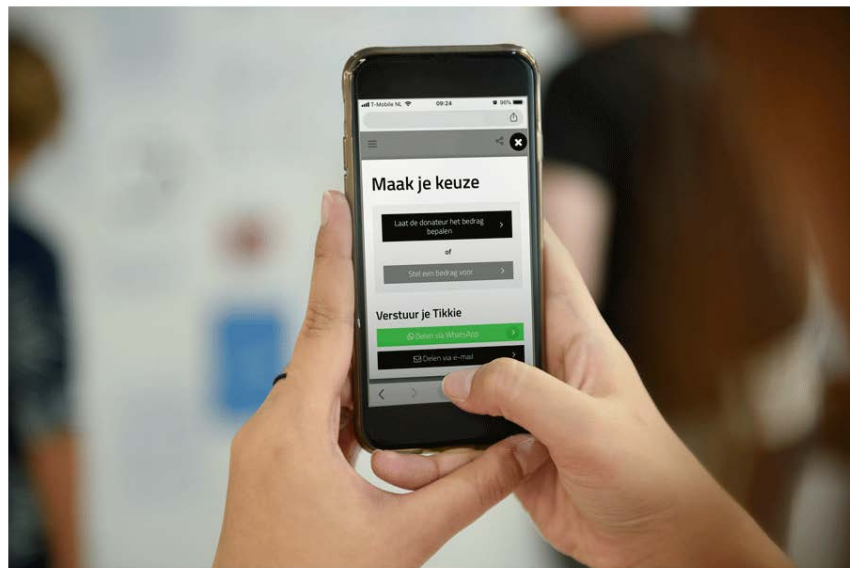 T-Mobile NL 09:24 96%
Maak je keuze
Laat de donateur het bedrag
bepalen
of
Stel een bedrag voor
Verstuur je Tikkie
Delen via WhatsApp
Delen via e-mail